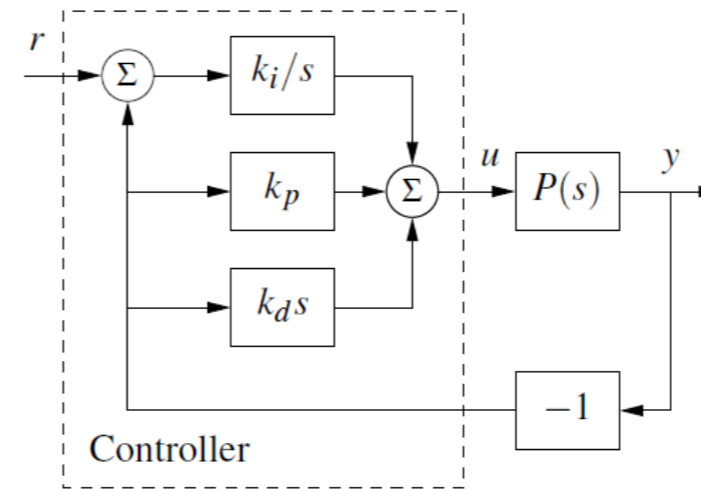 r
Σ
k_i/s
k_p
Σ
u
P(s)
y
k_d s
−1
Controller